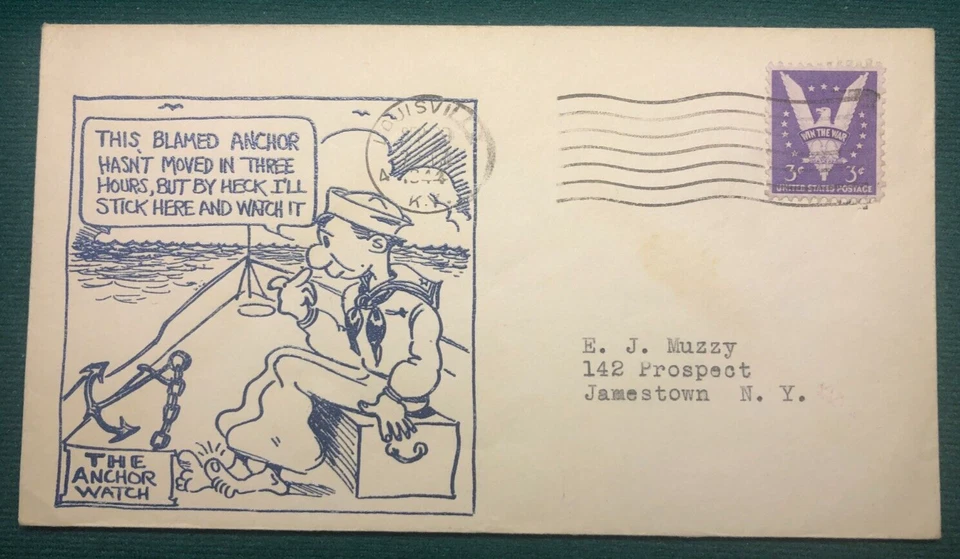 THIS, BLAMED ANCHOR
HASN'T MOVED IN THREE
HOURS, BUT BY HECK I'LL
STICK HERE AND WATCH IT
THE
ANCHOR
WATCH
LOUISVILLE
1944
KY.
WIN THE WAR
3¢ 3¢
UNITED STATES POSTAGE
E. J. Muzzy
142 Prospect
Jamestown N. Y.